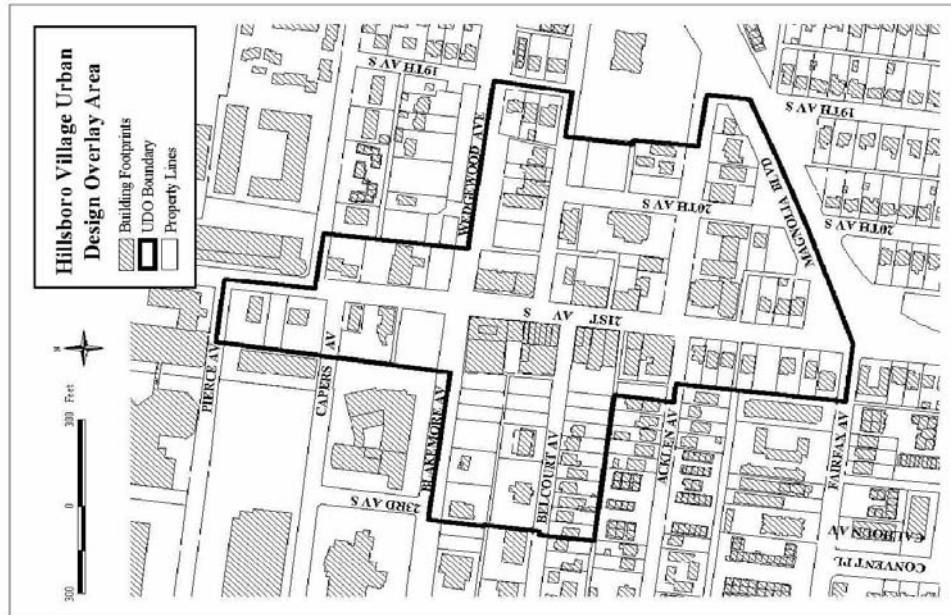 Hillsboro Village Urban
Design Overlay Area
Building Footprints
UDO Boundary
Property Lines
N
300 0 300 Feet
PIERCE AV
CAPERS AV
BLAKEMORE AV
WEDGEWOOD AVE
19TH AV S
23RD AV S
BELCOURT AV
21ST AV S
20TH AV S
ACKLEN AV
MAGNOLIA BLVD
19TH AV S
20TH AV S
FAIRFAX AV
CALHOUN AV
CONVENT PL